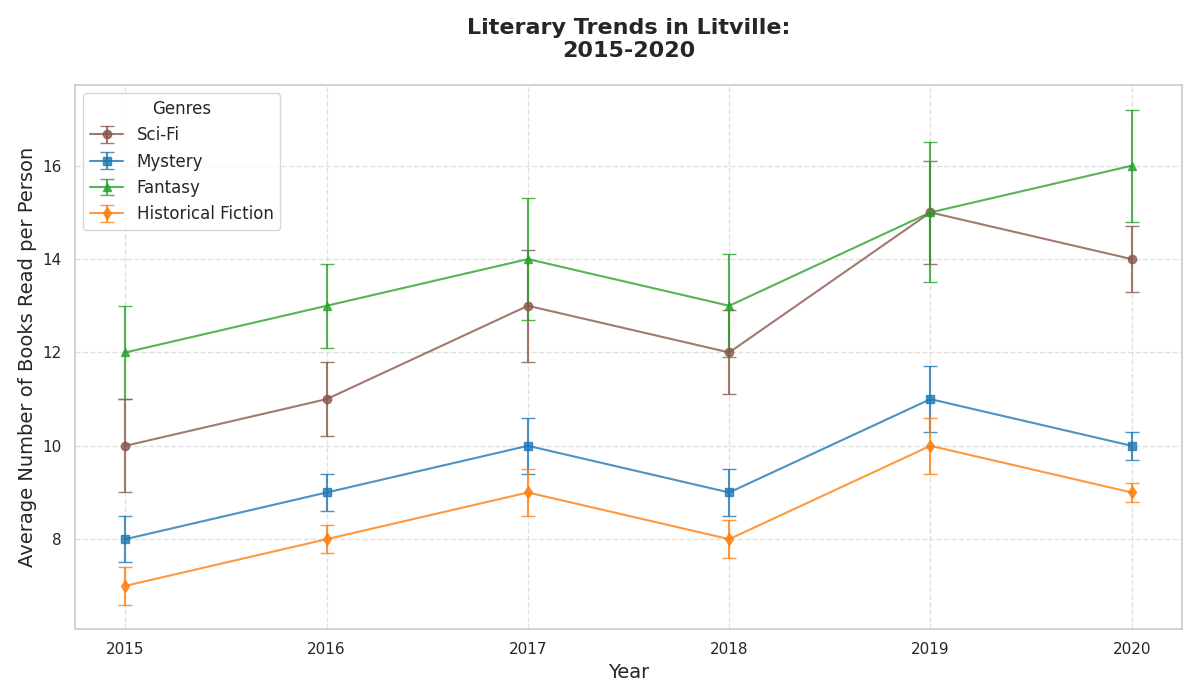 Literary Trends in Litville:
2015-2020
Genres
Sci-Fi
Mystery
Fantasy
Historical Fiction
Average Number of Books Read per Person
16
14
12
10
8
2015 2016 2017 2018 2019 2020
Year